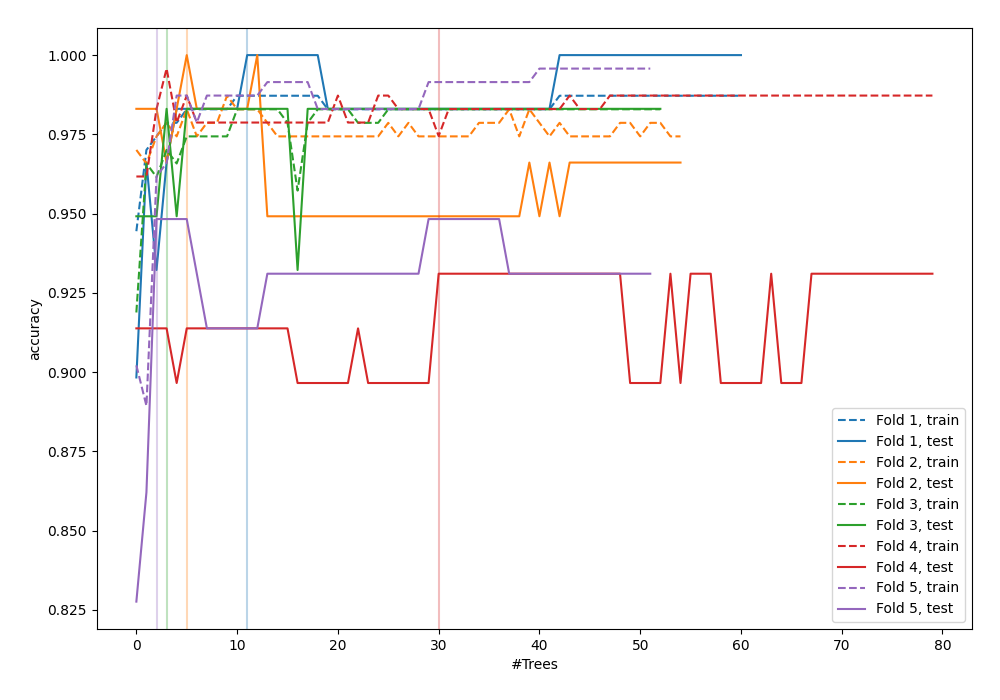 1.000
0.975
0.950
0.925
0.900
0.875
0.850
0.825
accuracy
0 10 20 30 40 50 60 70 80
#Trees
Fold 1, train
Fold 1, test
Fold 2, train
Fold 2, test
Fold 3, train
Fold 3, test
Fold 4, train
Fold 4, test
Fold 5, train
Fold 5, test